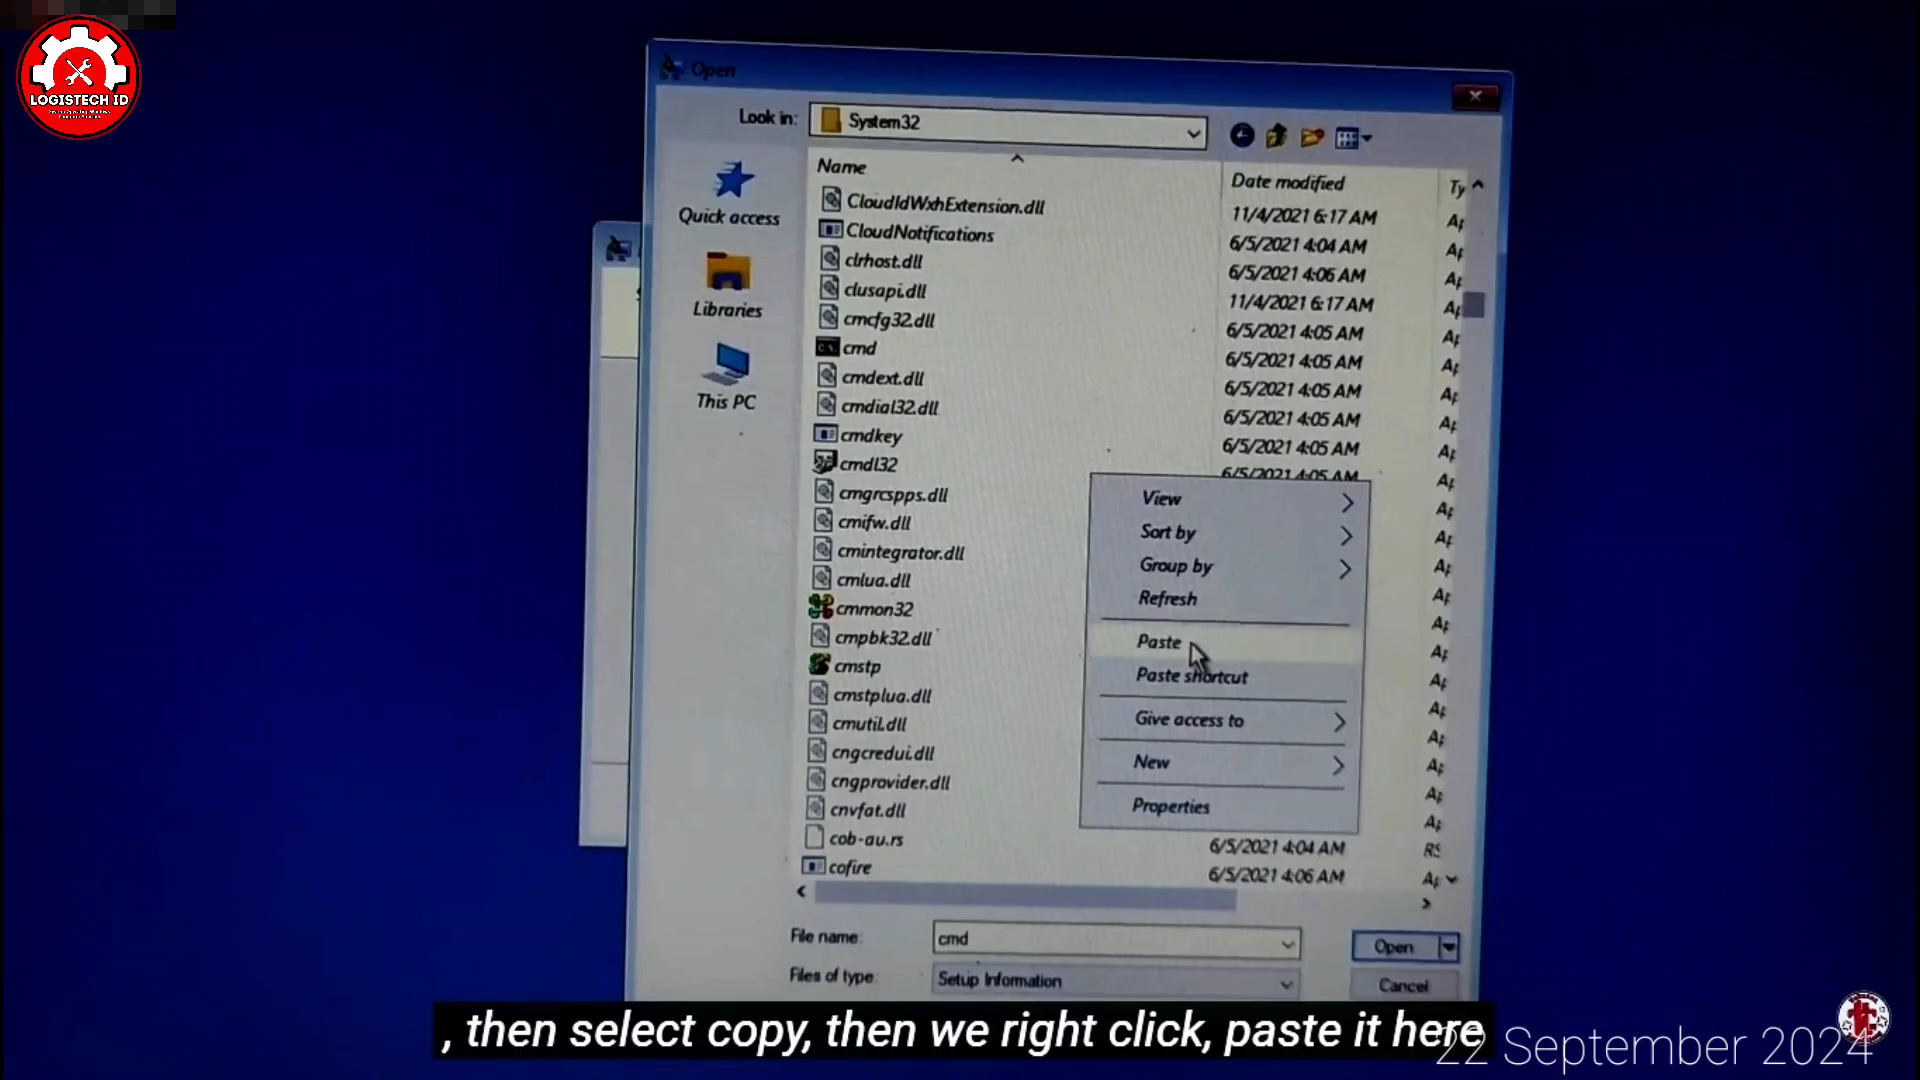 LOGISTECH ID
Open
Look in:
System32
Name
Date modified
Ty
Quick access
Libraries
This PC
CloudIdWxhExtension.dll
11/4/2021 6:17 AM
CloudNotifications
6/5/2021 4:04 AM
clrhost.dll
6/5/2021 4:06 AM
clusapi.dll
11/4/2021 6:17 AM
cmcfg32.dll
6/5/2021 4:05 AM
cmd
6/5/2021 4:05 AM
cmdext.dll
6/5/2021 4:05 AM
cmdial32.dll
6/5/2021 4:05 AM
cmdkey
6/5/2021 4:05 AM
cmdl32
6/5/2021 4:05 AM
cmgrcspps.dll
cmifw.dll
cmintegrator.dll
cmlua.dll
cmmon32
cmpbk32.dll
cmstp
cmstplua.dll
cmutil.dll
cngcredui.dll
cngprovider.dll
cnvfat.dll
cob-au.rs
6/5/2021 4:04 AM
RS
cofire
6/5/2021 4:06 AM
View
Sort by
Group by
Refresh
Paste
Paste shortcut
Give access to
New
Properties
File name:
cmd
Open
Files of type:
Setup Information
Cancel
, then select copy, then we right click, paste it here
22 September 2024